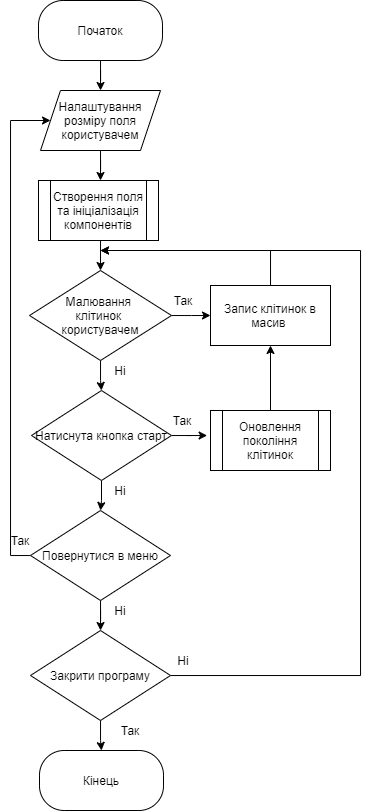 Початок
Налаштування
розміру поля
користувачем
Створення поля
та ініціалізація
компонентів
Малювання
клітинок
користувачем
Так
Запис клітинок в
масив
Ні
Натиснута кнопка старт
Так
Оновлення
покоління
клітинок
Ні
Так
Повернутися в меню
Ні
Закрити програму
Ні
Так
Кінець